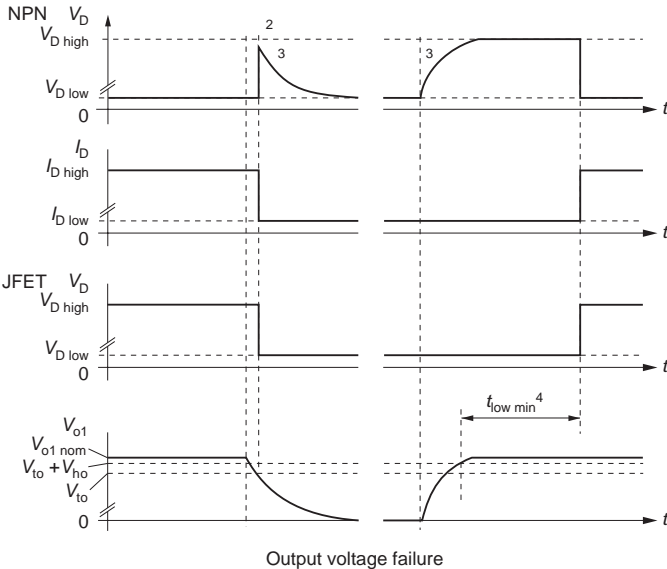 NPN V_D
V_D high
2
3
3
V_D low
0
t
I_D
I_D high
I_D low
0
t
JFET V_D
V_D high
V_D low
0
t
t_low min^4
V_o1
V_o1 nom
V_to + V_ho
V_to
0
t
Output voltage failure